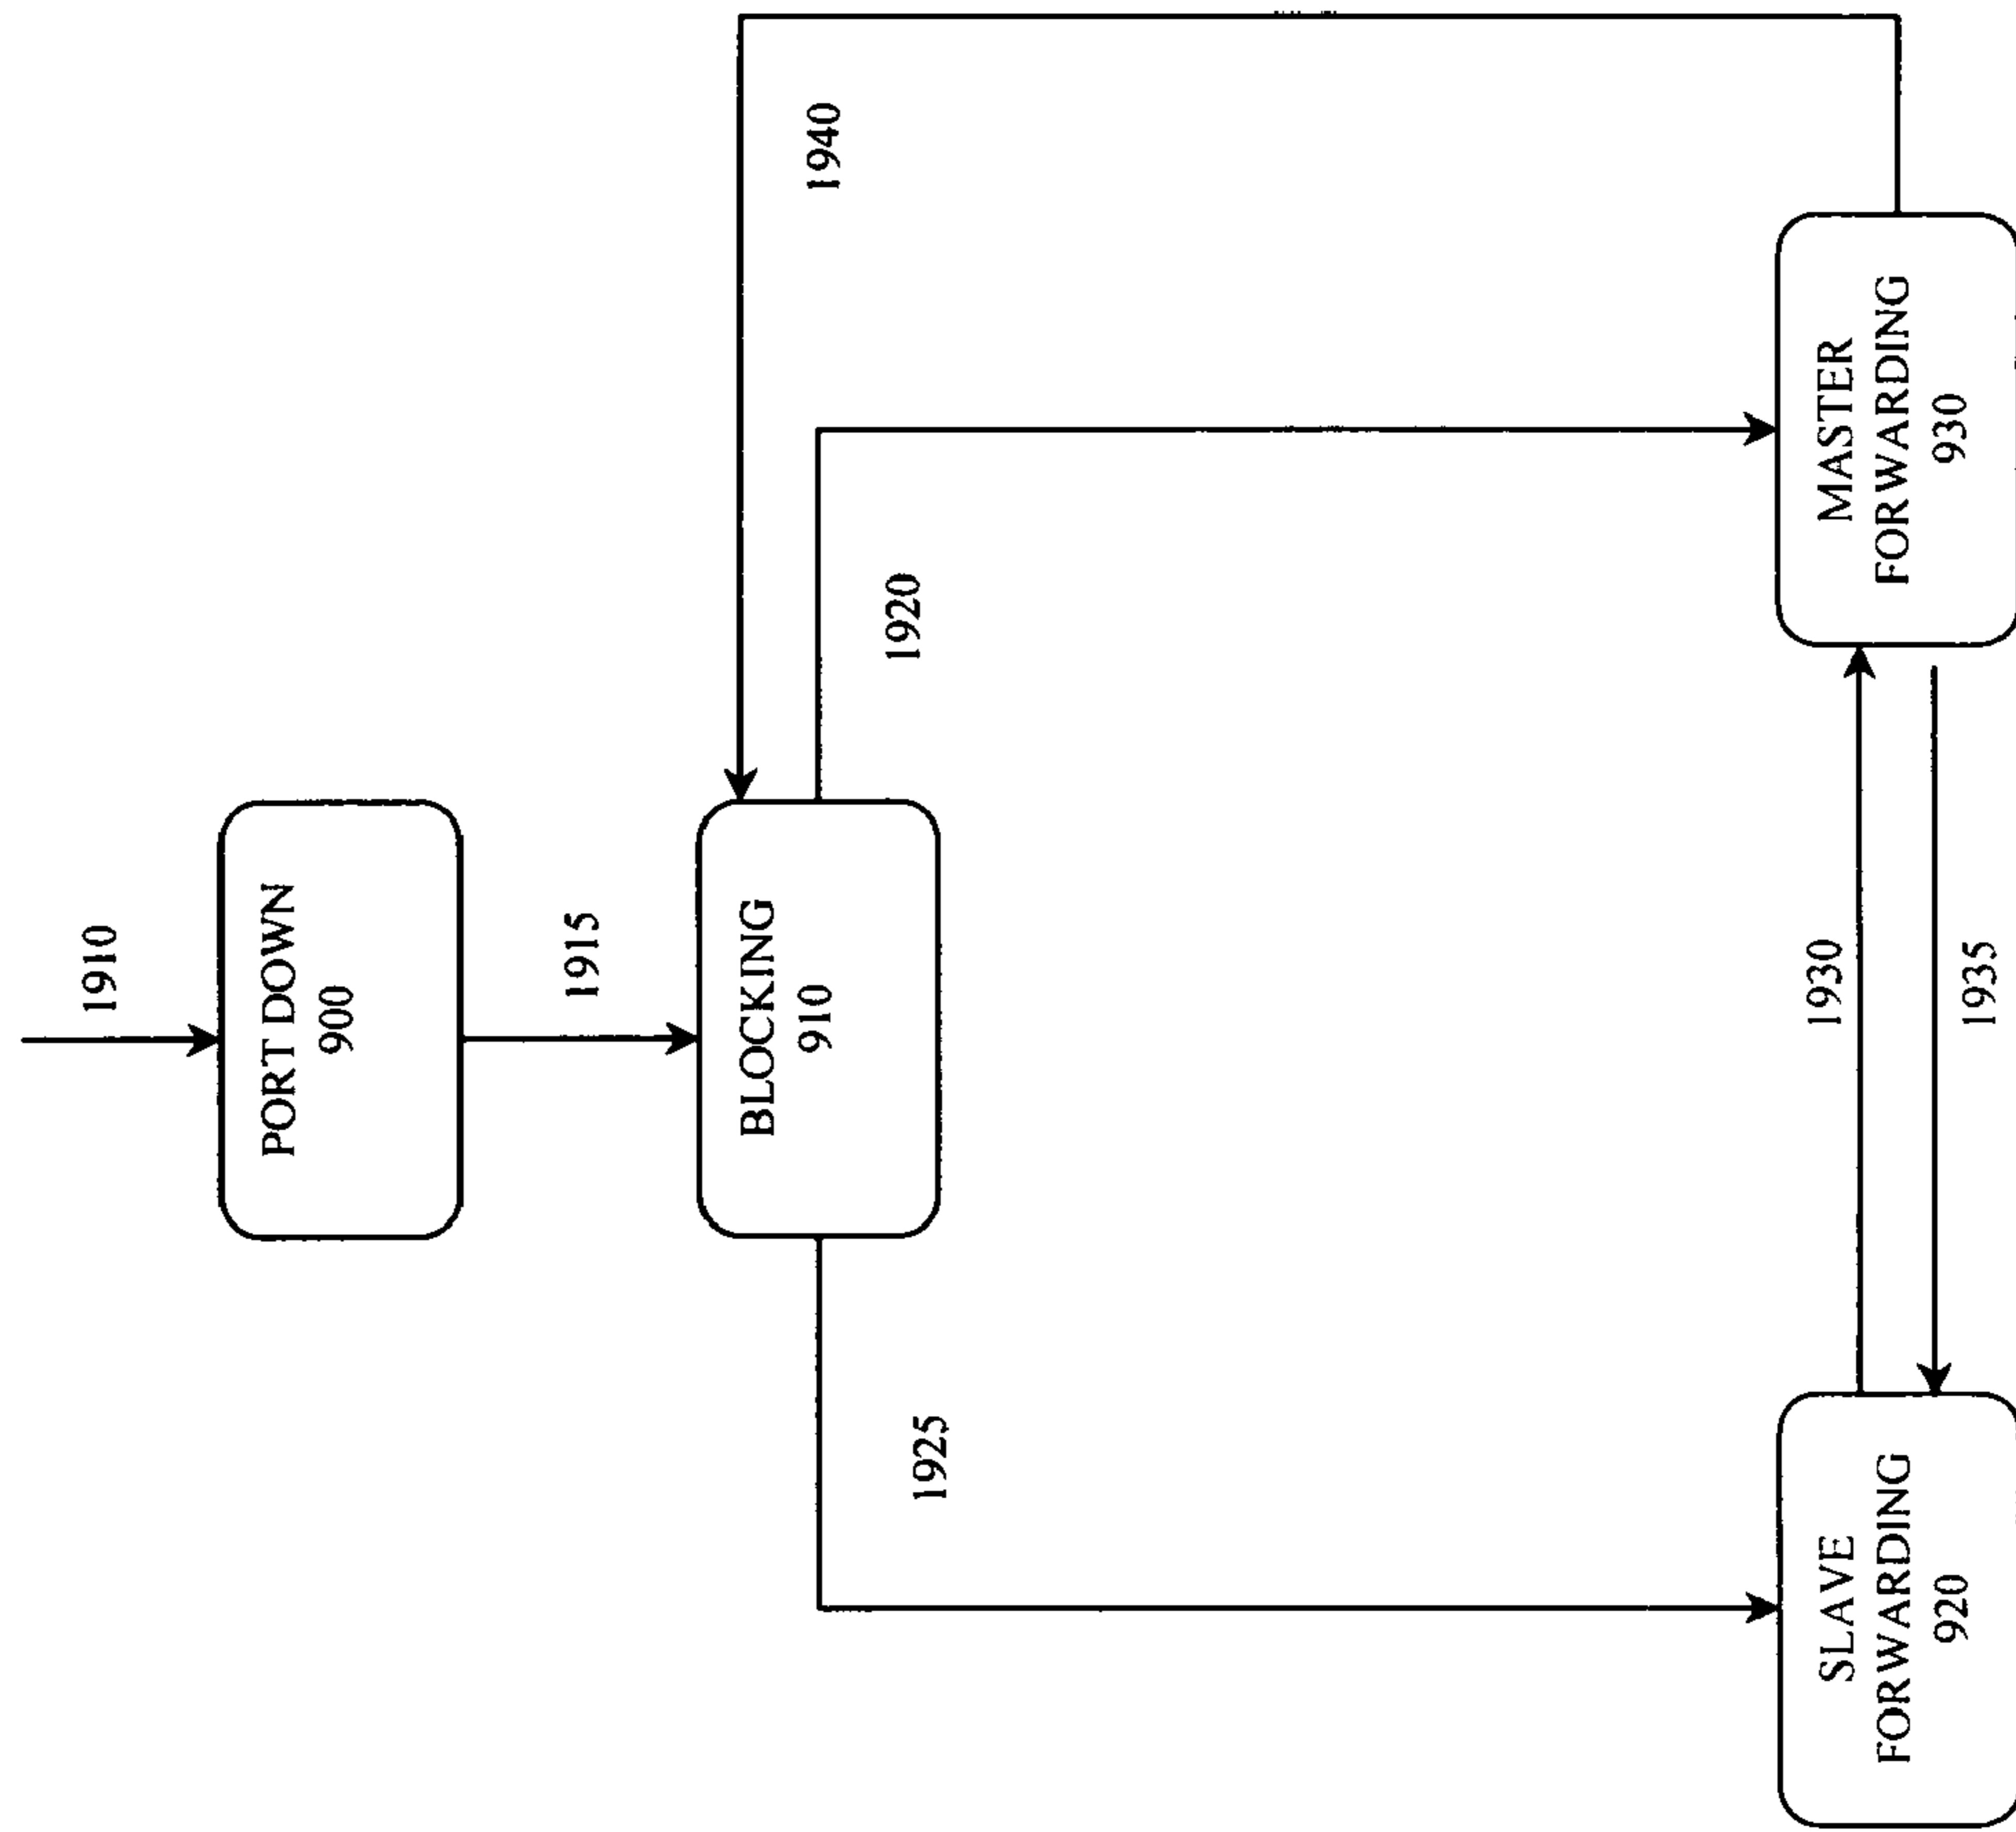 1910
PORT DOWN
900
1915
BLOCKING
910
1940
1920
1925
1930
1935
SLAVE
FORWARDING
920
MASTER
FORWARDING
930